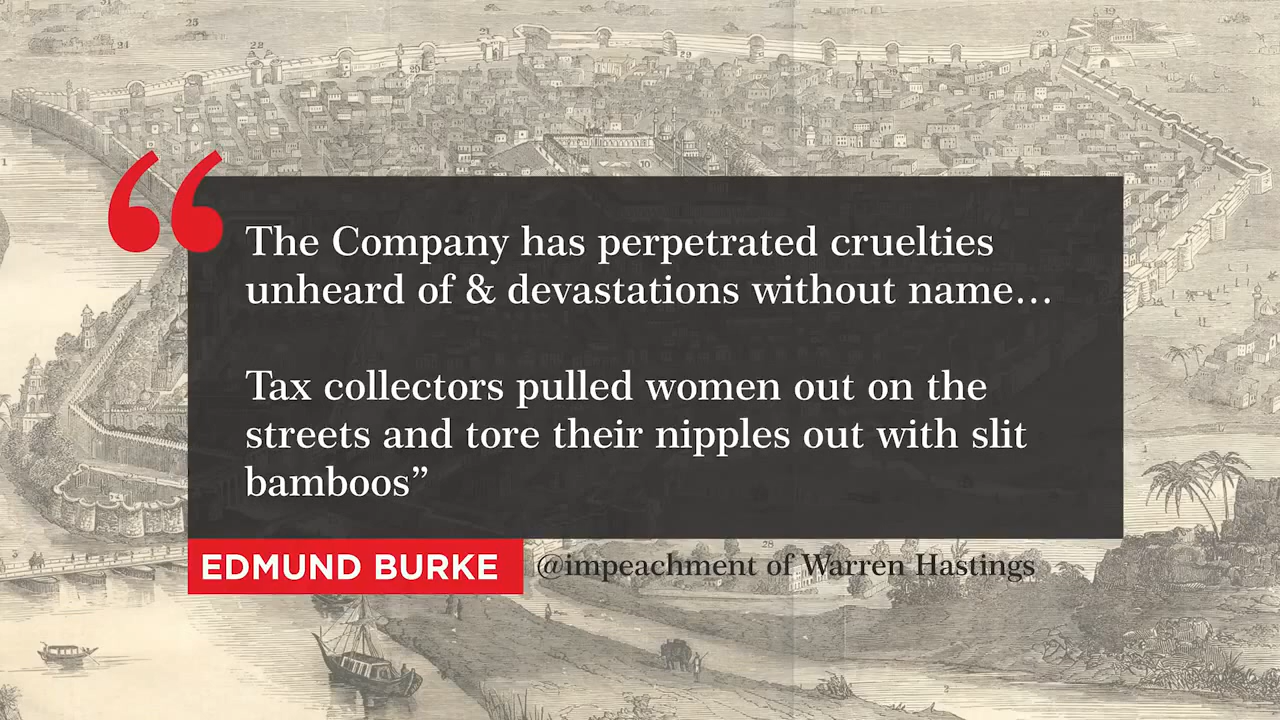 “
The Company has perpetrated cruelties
unheard of & devastations without name…
Tax collectors pulled women out on the
streets and tore their nipples out with slit
bamboos”
EDMUND BURKE @impeachment of Warren Hastings